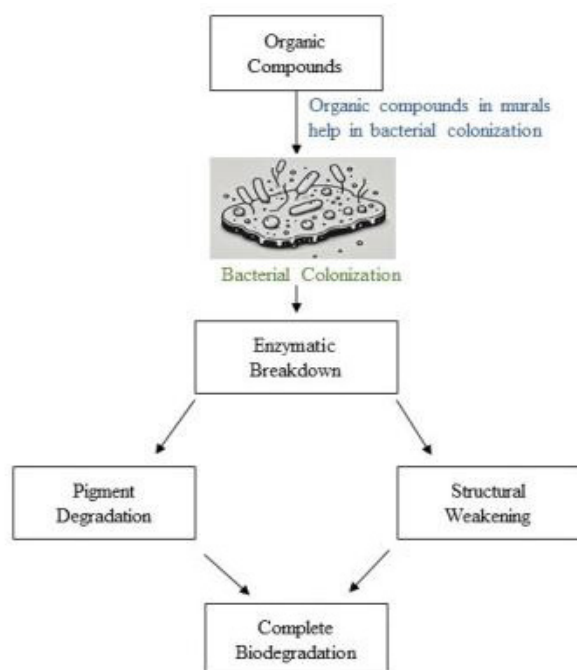 Organic
Compounds
Organic compounds in murals
help in bacterial colonization
Bacterial Colonization
Enzymatic
Breakdown
Pigment
Degradation
Structural
Weakening
Complete
Biodegradation